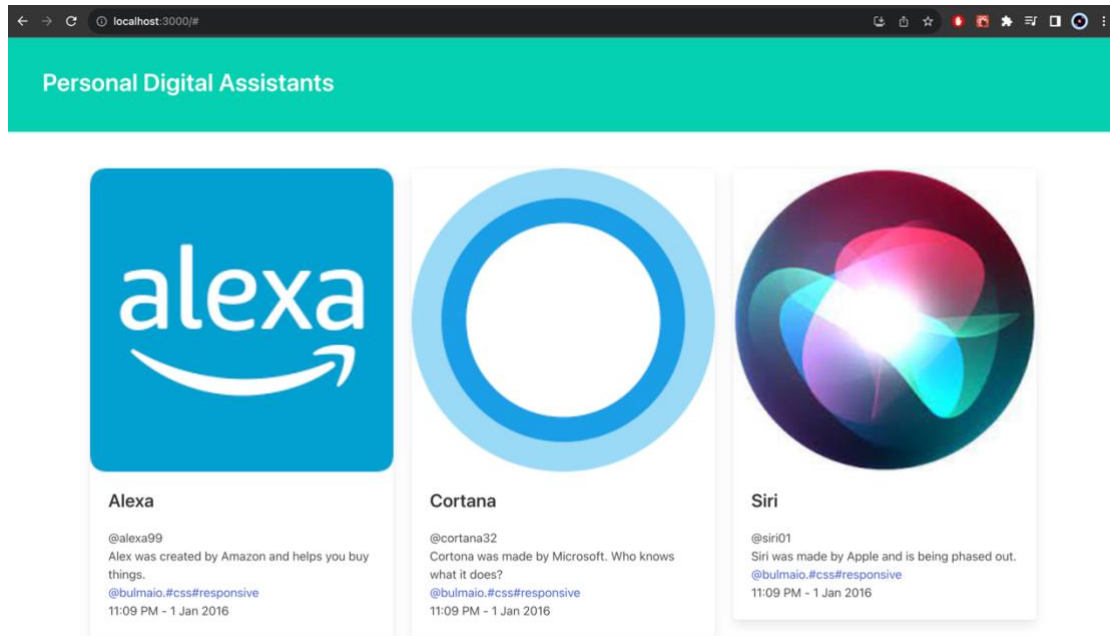 localhost:3000/#
Personal Digital Assistants
alexa
Alexa
@alexa99
Alex was created by Amazon and helps you buy
things.
@bulmaio.#css#responsive
11:09 PM - 1 Jan 2016
Cortana
@cortana32
Cortona was made by Microsoft. Who knows
what it does?
@bulmaio.#css#responsive
11:09 PM - 1 Jan 2016
Siri
@siri01
Siri was made by Apple and is being phased out.
@bulmaio.#css#responsive
11:09 PM - 1 Jan 2016